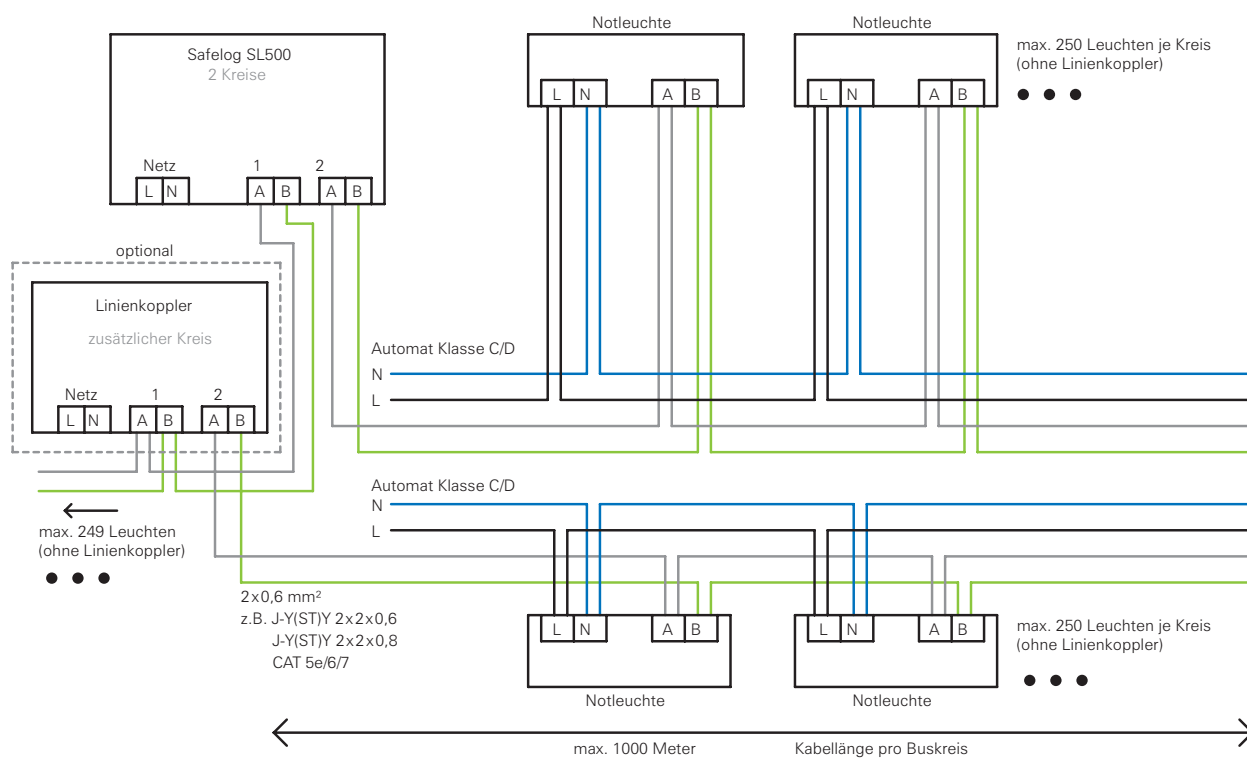 Safelog SL500
2 Kreise
Netz
1
2
L N
A B
A B
Notleuchte
L N
A B
Notleuchte
L N
A B
max. 250 Leuchten je Kreis
(ohne Linienkoppler)
optional
Linienkoppler
zusätzlicher Kreis
Netz
1
2
L N
A B
A B
max. 249 Leuchten
(ohne Linienkoppler)
Automat Klasse C/D
N
L
Automat Klasse C/D
N
L
2x0,6 mm²
z.B. J-Y(ST)Y 2x2x0,6
J-Y(ST)Y 2x2x0,8
CAT 5e/6/7
L N
A B
Notleuchte
L N
A B
Notleuchte
max. 250 Leuchten je Kreis
(ohne Linienkoppler)
max. 1000 Meter
Kabellänge pro Buskreis